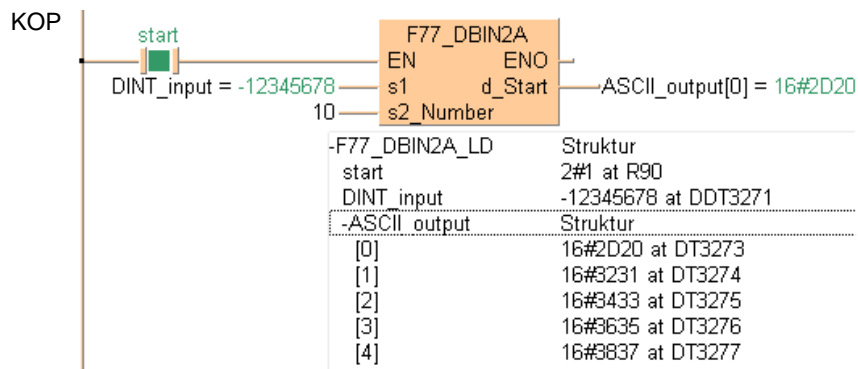 KOP
start
F77_DBIN2A
EN ENO
DINT_input = -12345678 s1 d_Start ASCII_output[0] = 16#2D20
10 s2_Number
-F77_DBIN2A_LD Struktur
start 2#1 at R90
DINT_input -12345678 at DDT3271
-ASCII_output Struktur
[0] 16#2D20 at DT3273
[1] 16#3231 at DT3274
[2] 16#3433 at DT3275
[3] 16#3635 at DT3276
[4] 16#3837 at DT3277